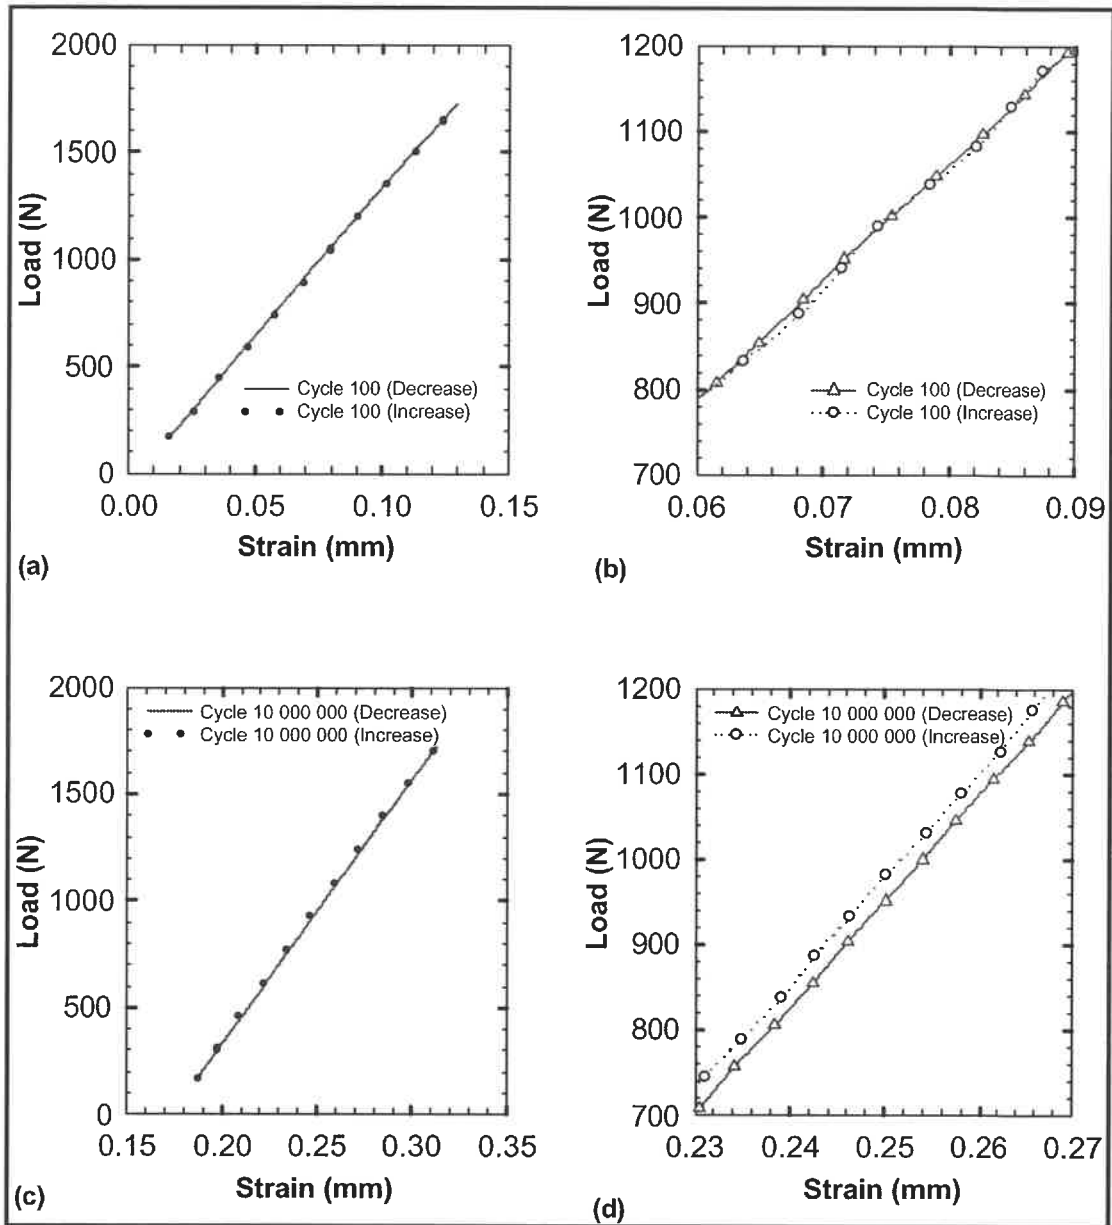 2000
1500
1000
500
0
Load (N)
Cycle 100 (Decrease)
Cycle 100 (Increase)
0.00 0.05 0.10 0.15
Strain (mm)
(a)
1200
1100
1000
900
800
700
Load (N)
Cycle 100 (Decrease)
Cycle 100 (Increase)
0.06 0.07 0.08 0.09
Strain (mm)
(b)
2000
1500
1000
500
0
Load (N)
Cycle 10 000 000 (Decrease)
Cycle 10 000 000 (Increase)
0.15 0.20 0.25 0.30 0.35
Strain (mm)
(c)
1200
1100
1000
900
800
700
Load (N)
Cycle 10 000 000 (Decrease)
Cycle 10 000 000 (Increase)
0.23 0.24 0.25 0.26 0.27
Strain (mm)
(d)